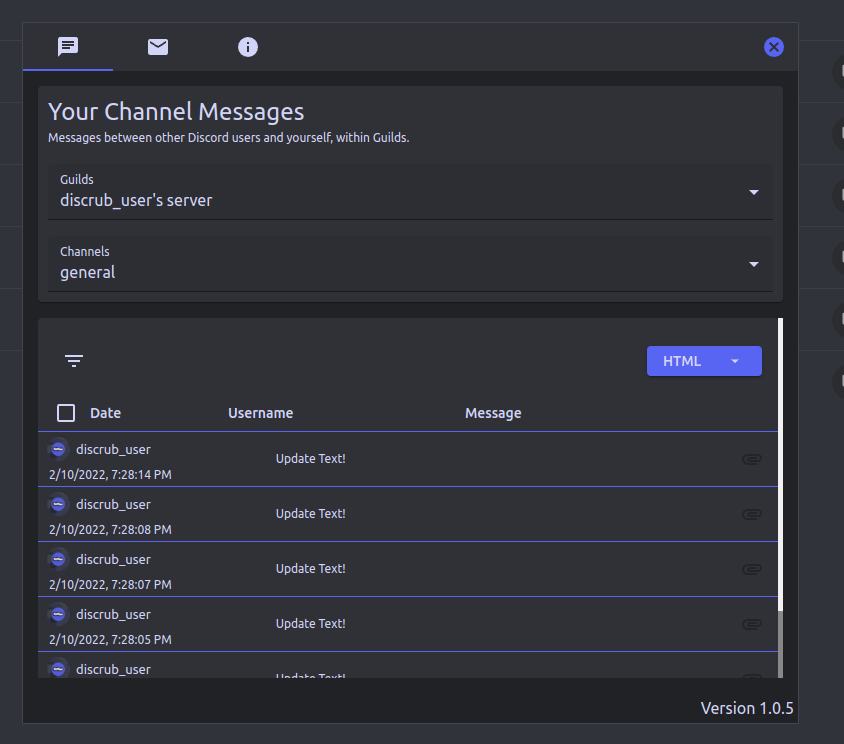 Your Channel Messages
Messages between other Discord users and yourself, within Guilds.
Guilds
discrub_user's server
Channels
general
HTML
Date Username Message
discrub_user
Update Text!
2/10/2022, 7:28:14 PM
discrub_user
Update Text!
2/10/2022, 7:28:08 PM
discrub_user
Update Text!
2/10/2022, 7:28:07 PM
discrub_user
Update Text!
2/10/2022, 7:28:05 PM
discrub_user
Update Text!
Version 1.0.5